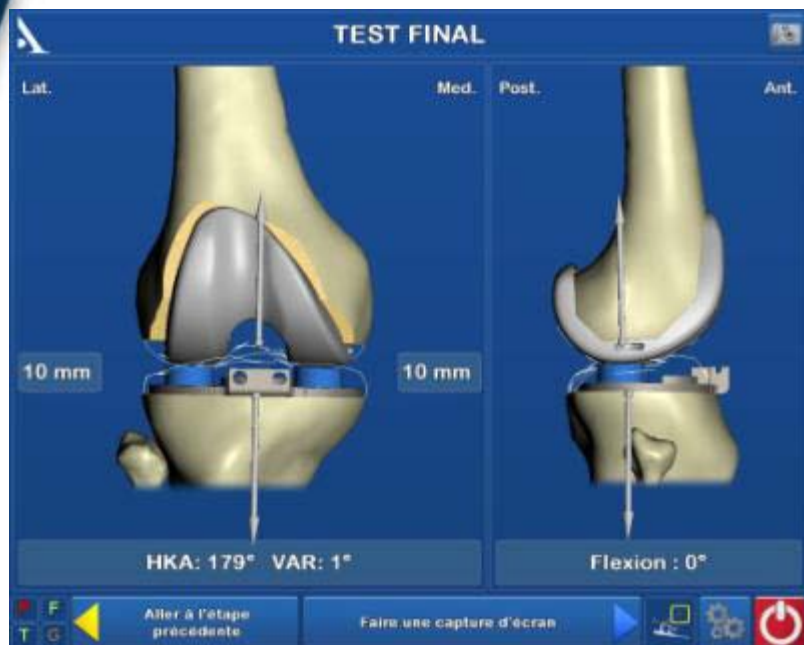 TEST FINAL
Lat.
Med.
Post.
Ant.
10 mm
10 mm
HKA: 179° VAR: 1°
Flexion : 0°
P F
T G
Aller à l'étape
précédente
Faire une capture d'écran